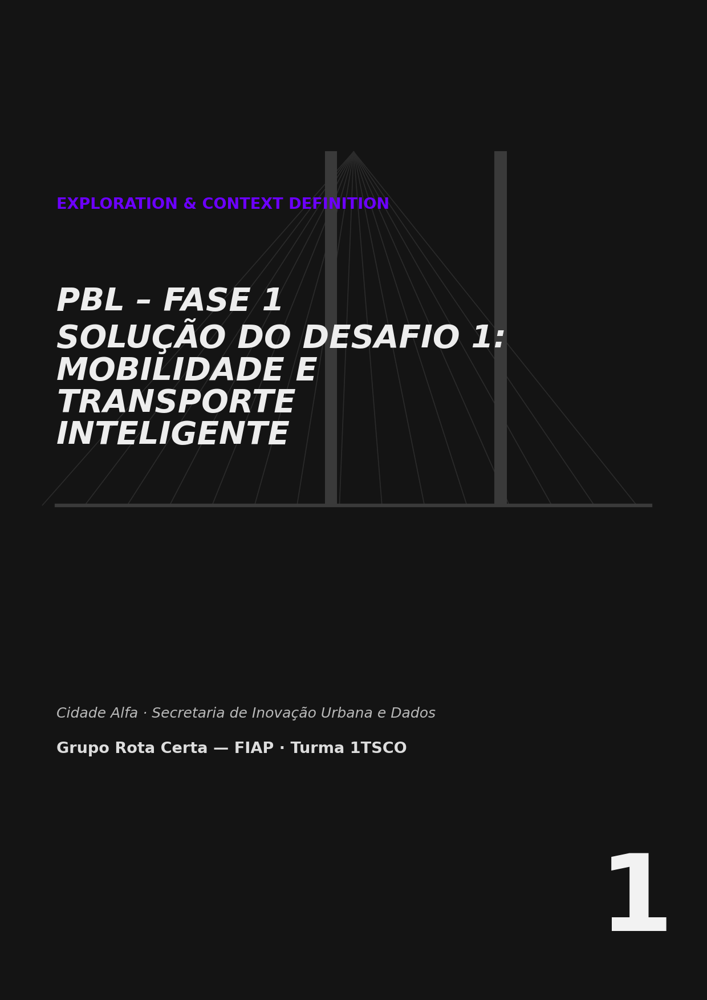 EXPLORATION & CONTEXT DEFINITION
PBL – FASE 1
SOLUÇÃO DO DESAFIO 1:
MOBILIDADE E
TRANSPORTE
INTELIGENTE
Cidade Alfa · Secretaria de Inovação Urbana e Dados
Grupo Rota Certa — FIAP · Turma 1TSCO
1